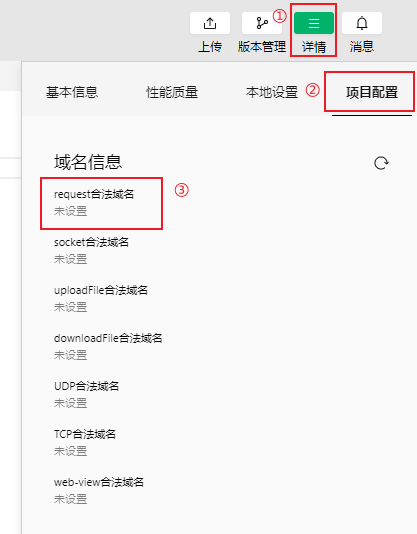 ①
上传 版本管理 详情 消息
基本信息 性能质量 本地设置 ② 项目配置
域名信息
request合法域名 ③
未设置
socket合法域名
未设置
uploadFile合法域名
未设置
downloadFile合法域名
未设置
UDP合法域名
未设置
TCP合法域名
未设置
web-view合法域名
未设置